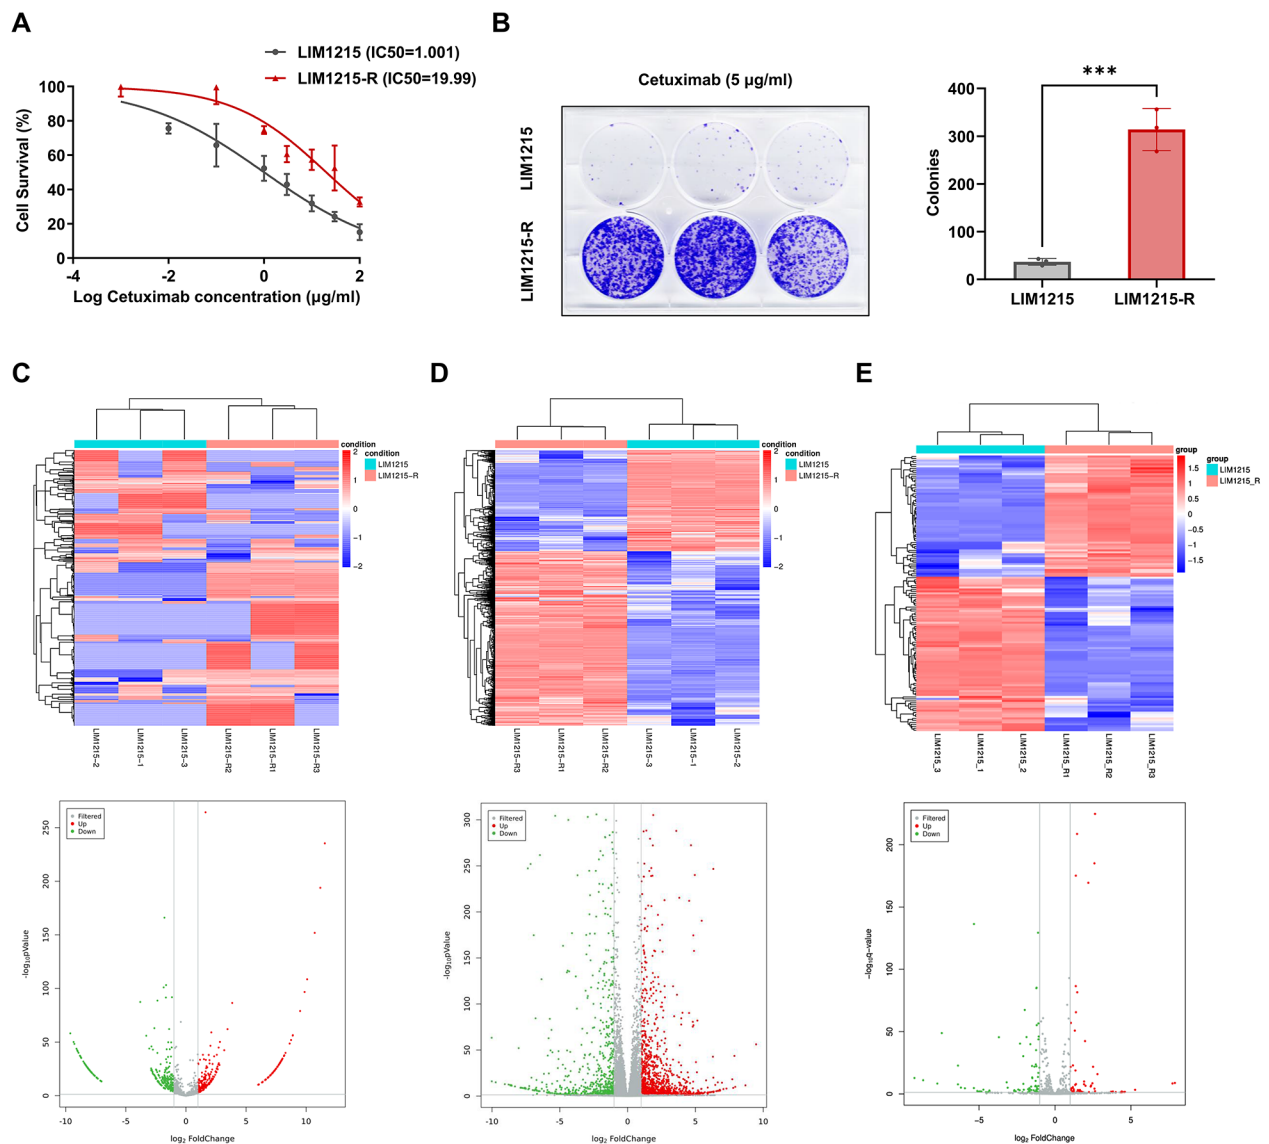 A
LIM1215 (IC50=1.001)
LIM1215-R (IC50=19.99)
Cell Survival (%)
100
80
60
40
20
0
-4 -2 0 2
Log Cetuximab concentration (μg/ml)
B
Cetuximab (5 μg/ml)
LIM1215
LIM1215-R
Colonies
400
300
200
100
0
***
LIM1215 LIM1215-R
C
condition
condition
LIM1215
LIM1215-R
2
1
0
-1
-2
LIM1215-2 LIM1215-1 LIM1215-3 LIM1215-R2 LIM1215-R1 LIM1215-R3
Filtered
Up
Down
-log10pValue
250
200
150
100
50
0
-10 -5 0 5 10
log2 FoldChange
D
condition
condition
LIM1215
LIM1215-R
2
1
0
-1
-2
LIM1215-R3 LIM1215-R1 LIM1215-R2 LIM1215-3 LIM1215-1 LIM1215-2
Filtered
Up
Down
-log10pValue
300
250
200
150
100
50
0
-10 -5 0 5 10
log2 FoldChange
E
group
group
LIM1215
LIM1215_R
1.5
1
0.5
0
-0.5
-1
-1.5
LIM1215_3 LIM1215_1 LIM1215_2 LIM1215_R1 LIM1215_R2 LIM1215_R3
Filtered
Up
Down
-log10q-value
200
150
100
50
0
-5 0 5
log2 FoldChange